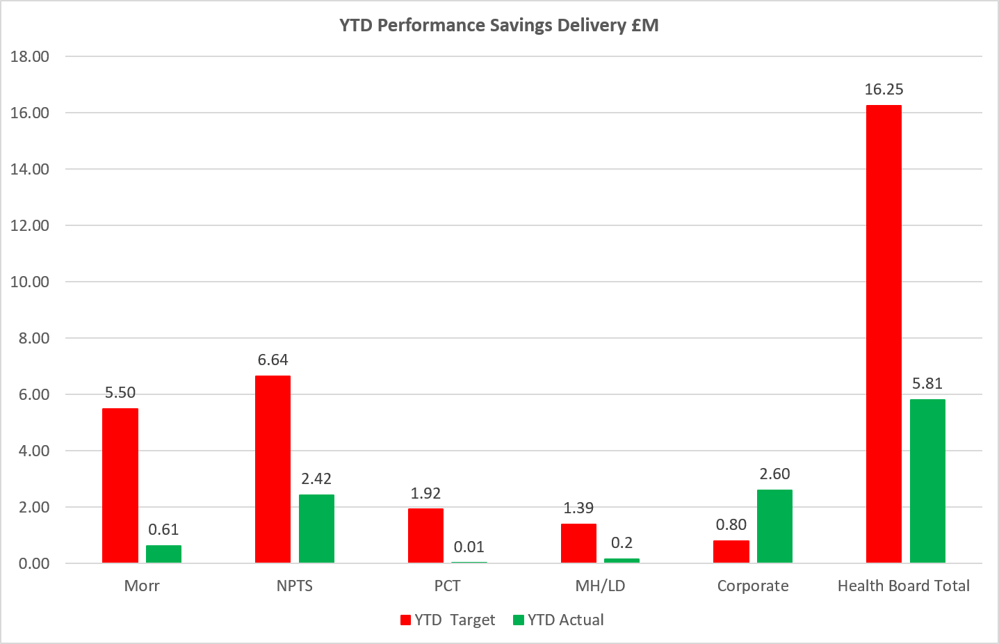 YTD Performance Savings Delivery £M
18.00
16.00
14.00
12.00
10.00
8.00
6.00
4.00
2.00
0.00
5.50
0.61
6.64
2.42
1.92
0.01
1.39
0.2
0.80
2.60
16.25
5.81
Morr
NPTS
PCT
MH/LD
Corporate
Health Board Total
YTD  Target
YTD Actual